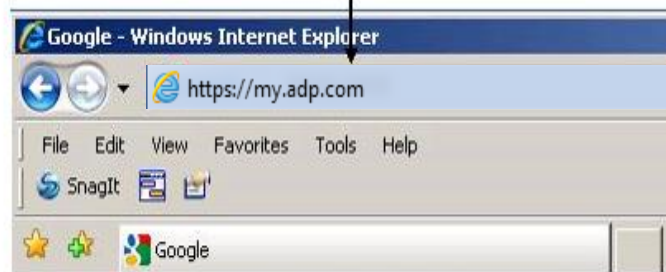 Google - Windows Internet Explorer
https://my.adp.com
File Edit View Favorites Tools Help
SnagIt
Google